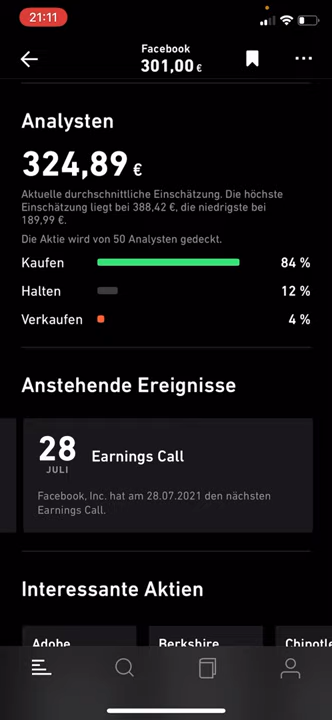 21:11
Facebook
301,00 €
Analysten
324,89 €
Aktuelle durchschnittliche Einschätzung. Die höchste
Einschätzung liegt bei 388,42 €, die niedrigste bei
189,99 €.
Die Aktie wird von 50 Analysten gedeckt.
Kaufen 84 %
Halten 12 %
Verkaufen 4 %
Anstehende Ereignisse
28
JULI
Earnings Call
Facebook, Inc. hat am 28.07.2021 den nächsten
Earnings Call.
Interessante Aktien
Adobe Berkshire Chipotle